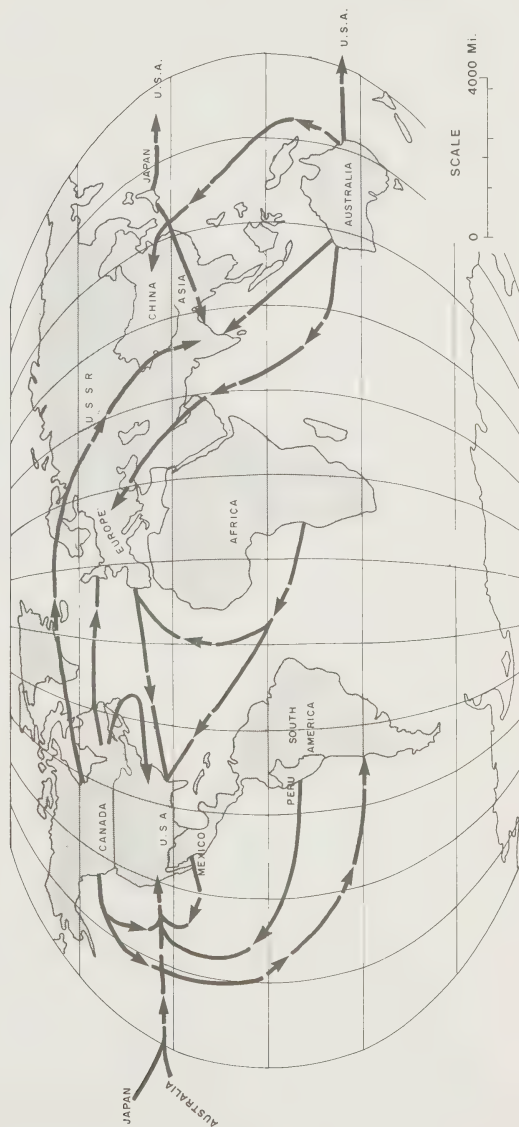 JAPAN
AUSTRALIA
CANADA
U.S.A
MEXICO
PERU
SOUTH
AMERICA
EUROPE
AFRICA
U S S R
CHINA
ASIA
JAPAN
U.S.A.
AUSTRALIA
U.S.A.
SCALE
0 4000 Mi.